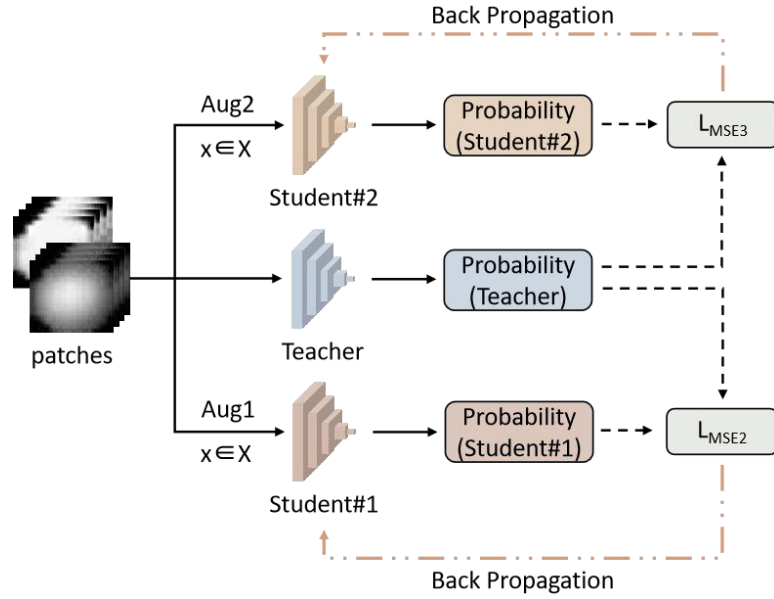 Back Propagation
Aug2
x∈X
Student#2
Probability
(Student#2)
L_MSE3
patches
Teacher
Probability
(Teacher)
Aug1
x∈X
Student#1
Probability
(Student#1)
L_MSE2
Back Propagation